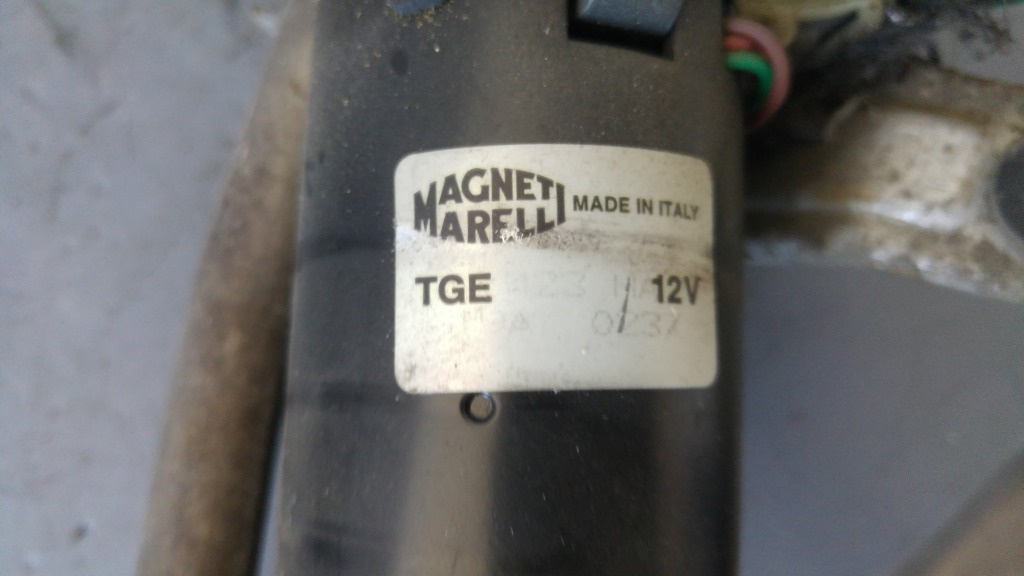 MAGNETI
MARELLI
MADE IN ITALY
TGE 12V